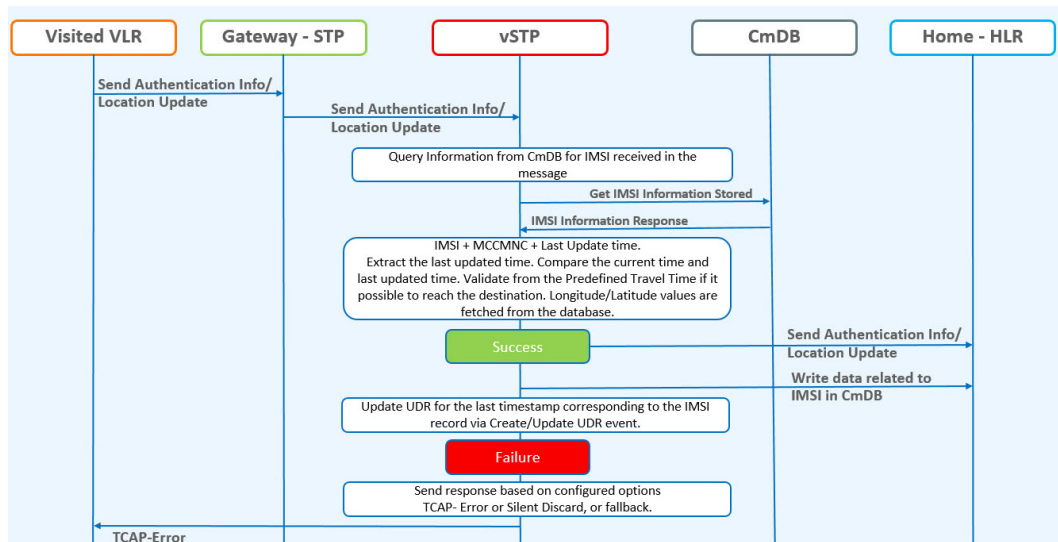 Visited VLR
Gateway - STP
vSTP
CmDB
Home - HLR
Send Authentication Info/
Location Update
Send Authentication Info/
Location Update
Query Information from CmDB for IMSI received in the
message
Get IMSI Information Stored
IMSI Information Response
IMSI + MCCMNC + Last Update time.
Extract the last updated time. Compare the current time and
last updated time. Validate from the Predefined Travel Time if it
possible to reach the destination. Longitude/Latitude values are
fetched from the database.
Success
Send Authentication Info/
Location Update
Write data related to
IMSI in CmDB
Update UDR for the last timestamp corresponding to the IMSI
record via Create/Update UDR event.
Failure
Send response based on configured options
TCAP- Error or Silent Discard, or fallback.
TCAP-Error